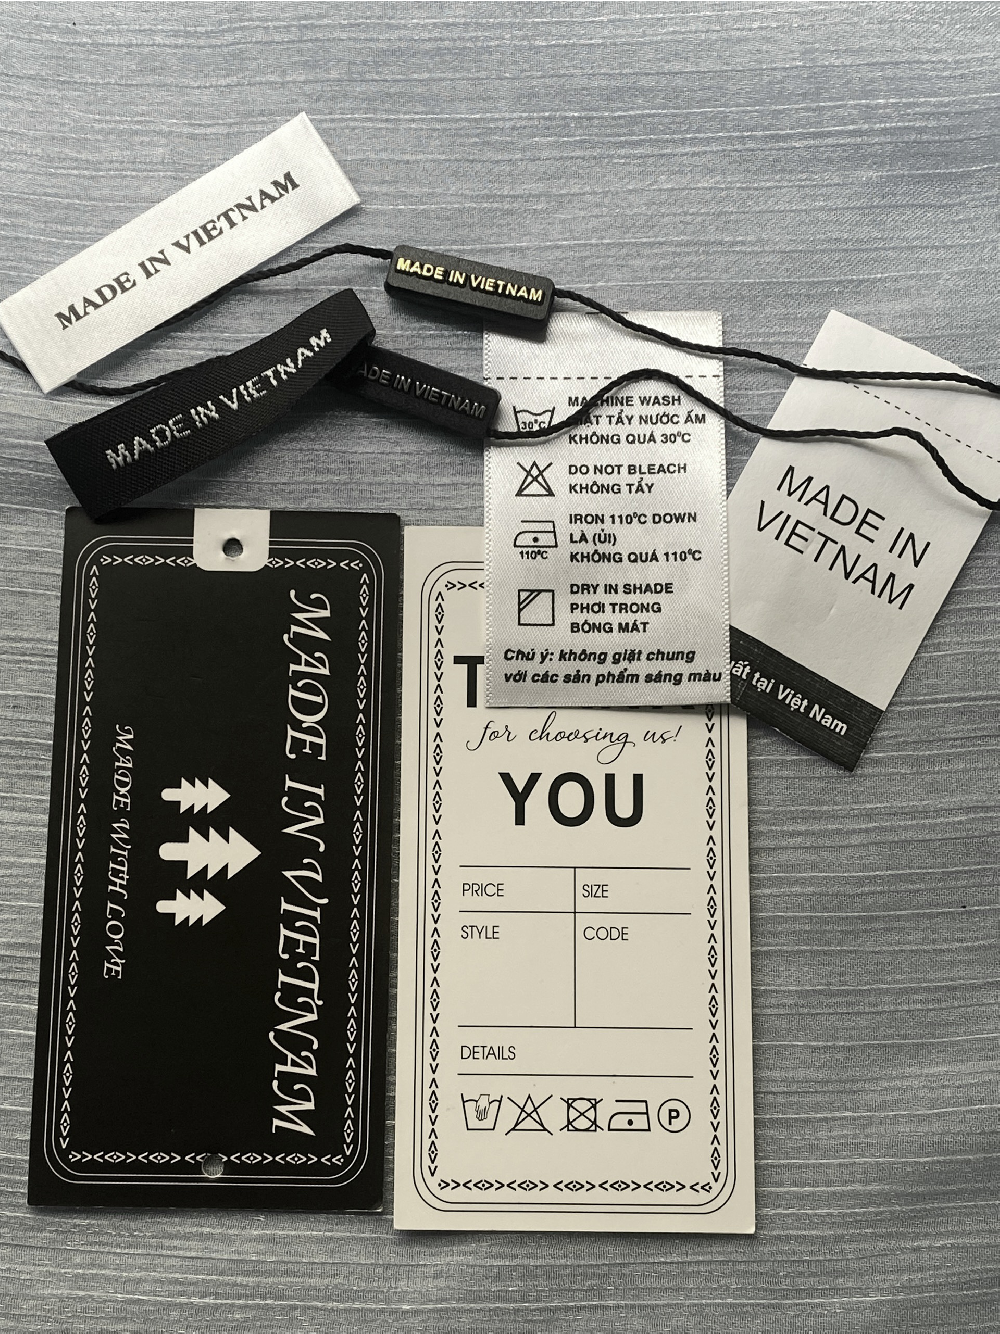 MADE IN VIETNAM
MADE IN VIETNAM
MADE IN VIETNAM
MADE IN VIETNAM
MACHINE WASH
30°C
GIẶT TẨY NƯỚC ẤM
KHÔNG QUÁ 30°C
DO NOT BLEACH
KHÔNG TẨY
IRON 110°C DOWN
LÀ (ỦI)
110°C
KHÔNG QUÁ 110°C
DRY IN SHADE
PHƠI TRONG
BÓNG MÁT
Chú ý: không giặt chung
với các sản phẩm sáng màu
MADE IN
VIETNAM
tại Việt Nam
MADE IN VIETNAM
MADE WITH LOVE
for choosing us!
YOU
PRICE
SIZE
STYLE
CODE
DETAILS
P